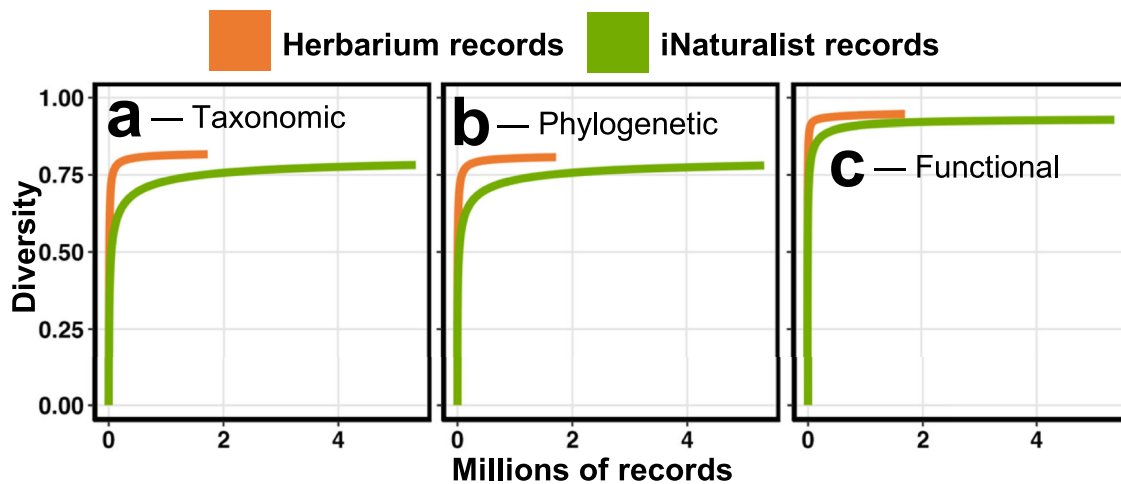 Herbarium records iNaturalist records
a — Taxonomic
b — Phylogenetic
c — Functional
Diversity
1.00
0.75
0.50
0.25
0.00
0 2 4
0 2 4
0 2 4
Millions of records